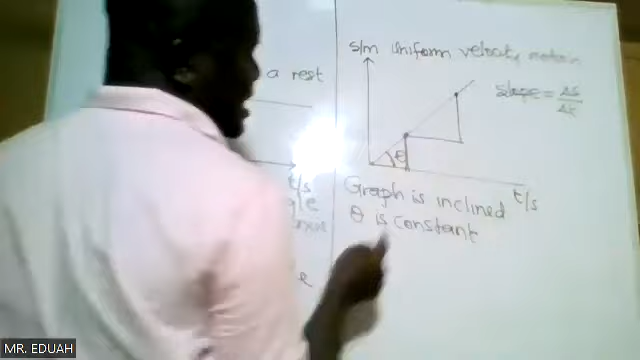 a rest
t/s
s/m uniform velocity motion
slope = ΔS
Δt
θ
t/s
Graph is inclined
θ is constant
MR. EDUAH